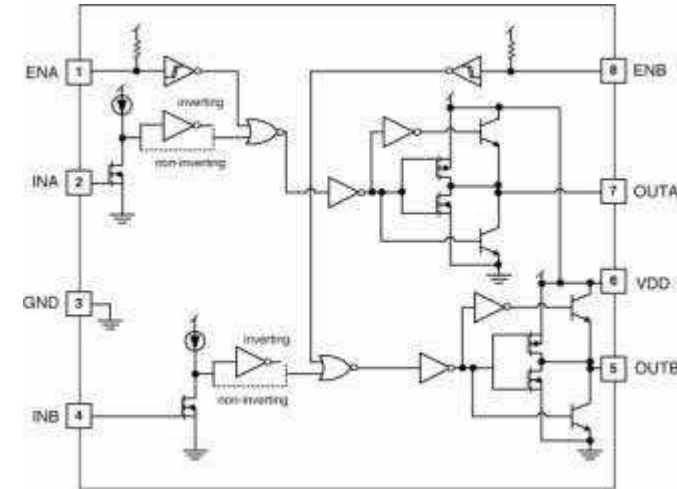 ENA 1
8 ENB
inverting
non-inverting
INA 2
7 OUTA
GND 3
6 VDD
inverting
5 OUTB
non-inverting
INB 4